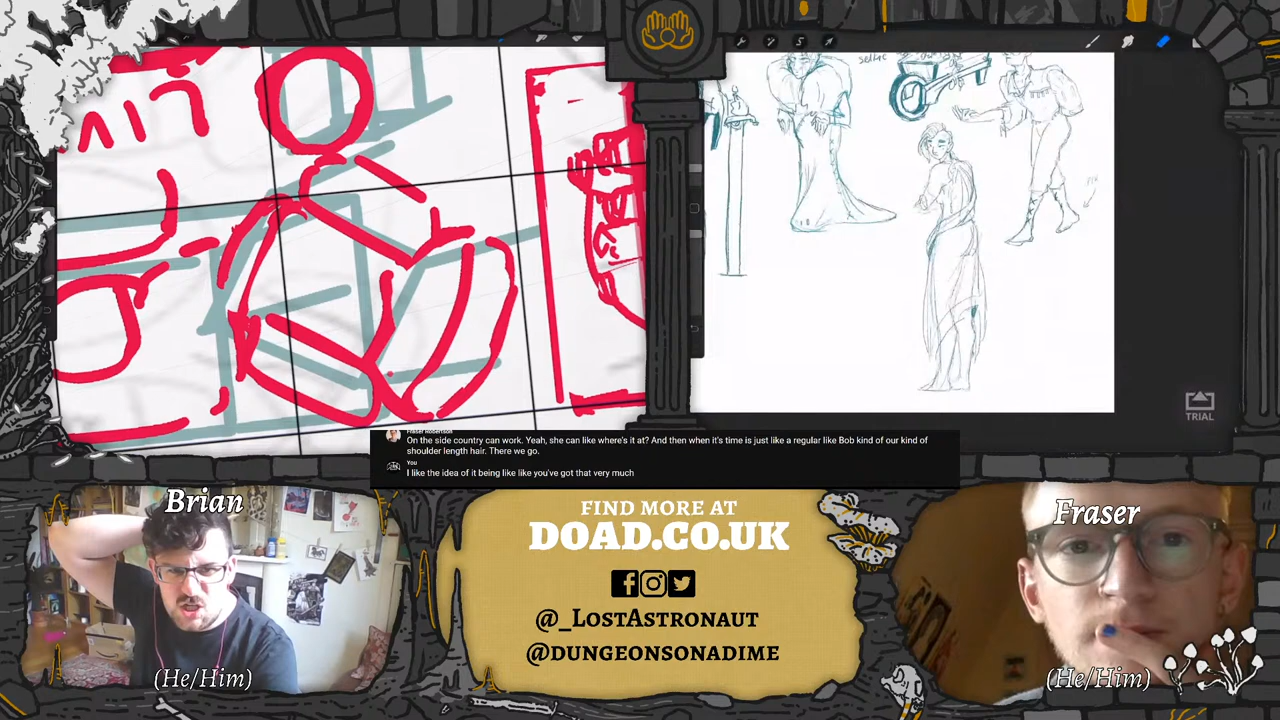 selkie
TRIAL
Fraser Robertson
On the side country can work. Yeah, she can like where's it at? And then when it's time is just like a regular like Bob kind of our kind of
shoulder length hair. There we go.
You
I like the idea of it being like like you've got that very much
Brian
(He/Him)
FIND MORE AT
DOAD.CO.UK
@_LostAstronaut
@dungeonsonadime
Fraser
(He/Him)